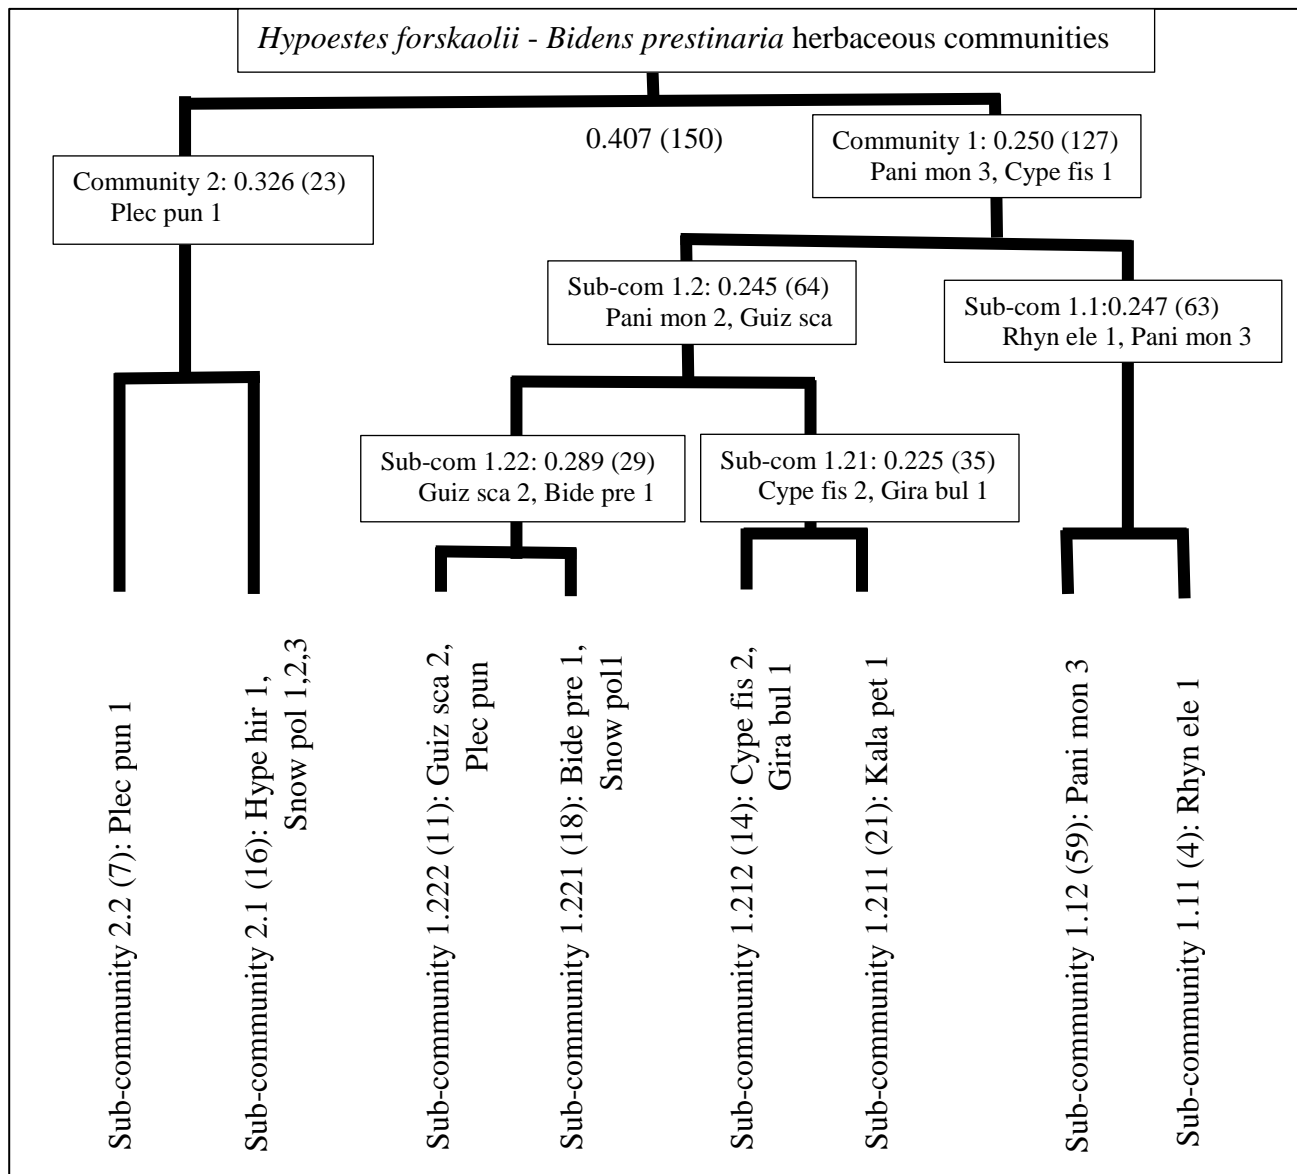 Hypoestes forskaolii - Bidens prestinaria herbaceous communities
0.407 (150)
Community 1: 0.250 (127)
Pani mon 3, Cype fis 1
Community 2: 0.326 (23)
Plec pun 1
Sub-com 1.2: 0.245 (64)
Pani mon 2, Guiz sca
Sub-com 1.1:0.247 (63)
Rhyn ele 1, Pani mon 3
Sub-com 1.22: 0.289 (29)
Guiz sca 2, Bide pre 1
Sub-com 1.21: 0.225 (35)
Cype fis 2, Gira bul 1
Sub-community 2.2 (7): Plec pun 1
Sub-community 2.1 (16): Hype hir 1,
Snow pol 1,2,3
Sub-community 1.222 (11): Guiz sca 2,
Plec pun
Sub-community 1.221 (18): Bide pre 1,
Snow pol1
Sub-community 1.212 (14): Cype fis 2,
Gira bul 1
Sub-community 1.211 (21): Kala pet 1
Sub-community 1.12 (59): Pani mon 3
Sub-community 1.11 (4): Rhyn ele 1